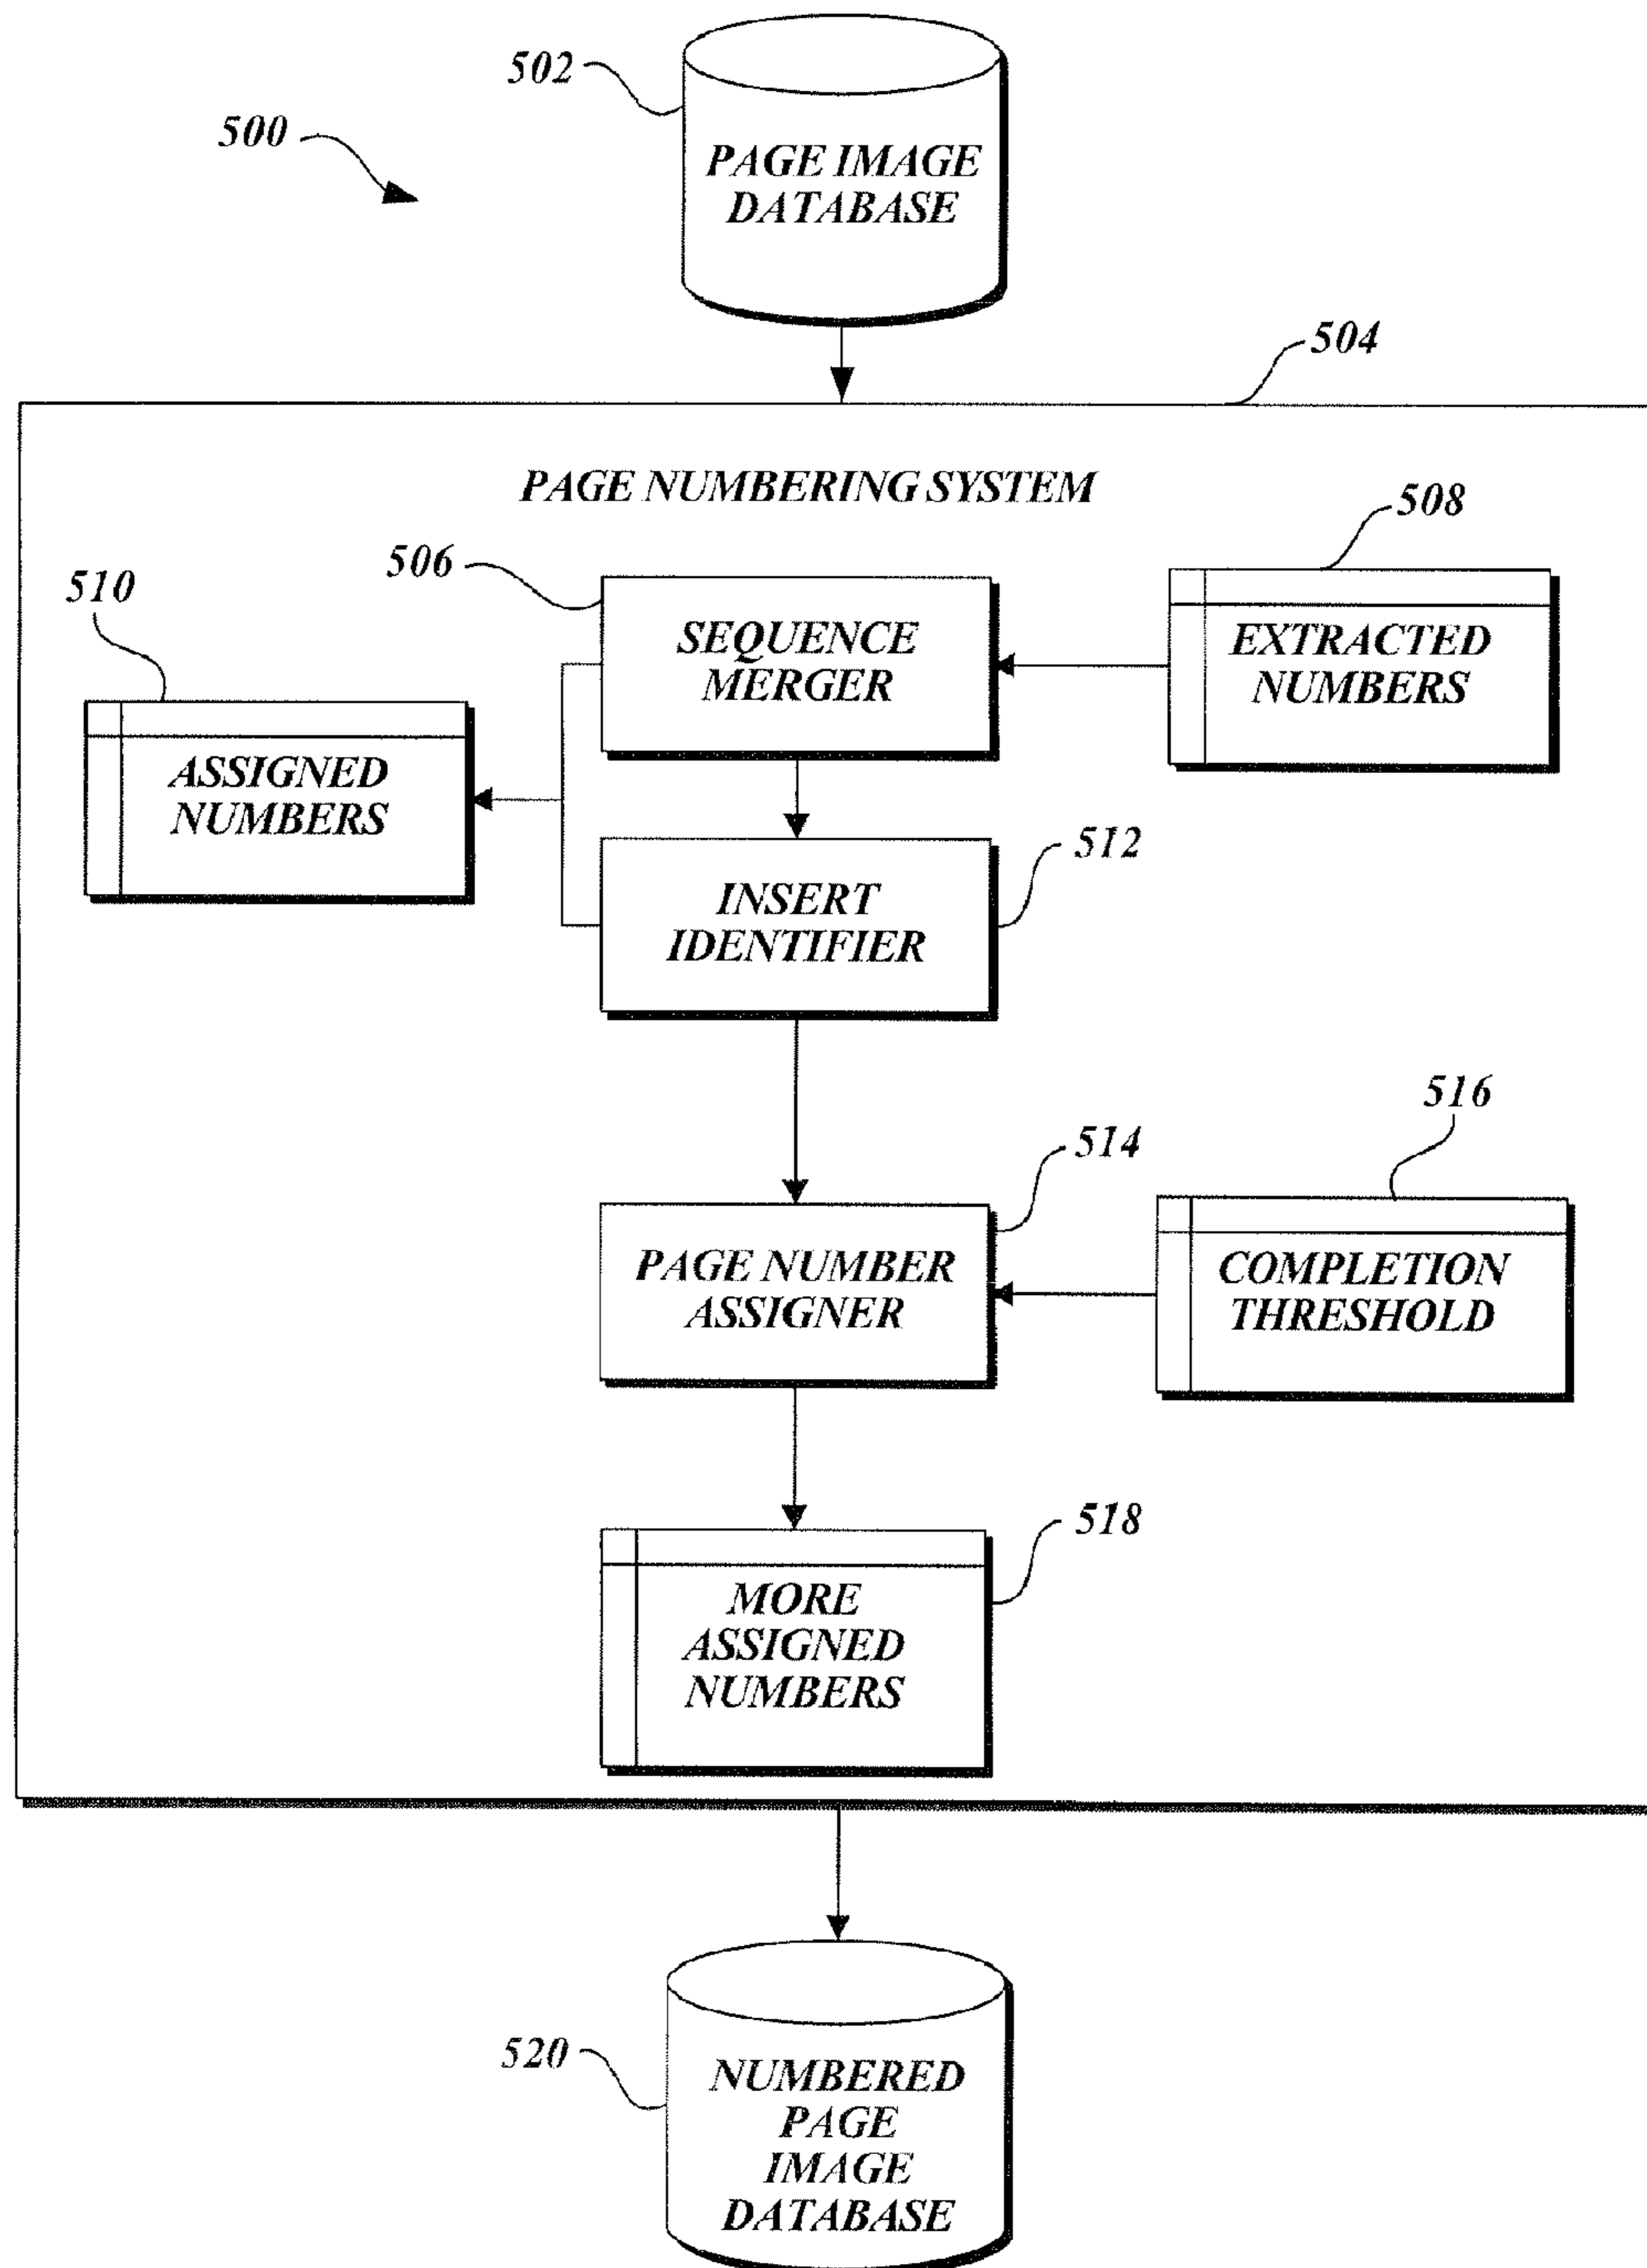 502
500
PAGE IMAGE
DATABASE
504
PAGE NUMBERING SYSTEM
508
506
510
SEQUENCE
MERGER
EXTRACTED
NUMBERS
ASSIGNED
NUMBERS
512
INSERT
IDENTIFIER
516
514
PAGE NUMBER
ASSIGNER
COMPLETION
THRESHOLD
518
MORE
ASSIGNED
NUMBERS
520
NUMBERED
PAGE
IMAGE
DATABASE